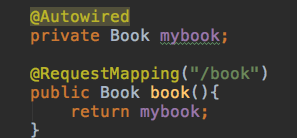 @Autowired
private Book mybook;
@RequestMapping("/book")
public Book book(){
return mybook;
}